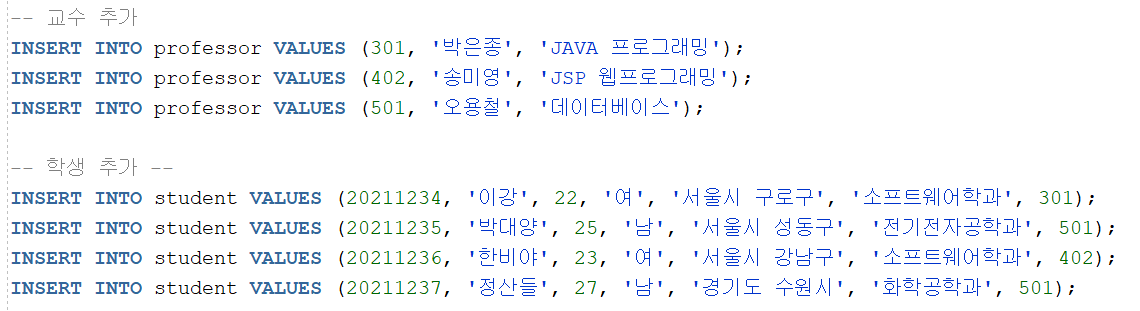 -- 교수 추가
INSERT INTO professor VALUES (301, '박은종', 'JAVA 프로그래밍');
INSERT INTO professor VALUES (402, '송미영', 'JSP 웹프로그래밍');
INSERT INTO professor VALUES (501, '오용철', '데이터베이스');
-- 학생 추가 --
INSERT INTO student VALUES (20211234, '이강', 22, '여', '서울시 구로구', '소프트웨어학과', 301);
INSERT INTO student VALUES (20211235, '박대양', 25, '남', '서울시 성동구', '전기전자공학과', 501);
INSERT INTO student VALUES (20211236, '한비야', 23, '여', '서울시 강남구', '소프트웨어학과', 402);
INSERT INTO student VALUES (20211237, '정산들', 27, '남', '경기도 수원시', '화학공학과', 501);